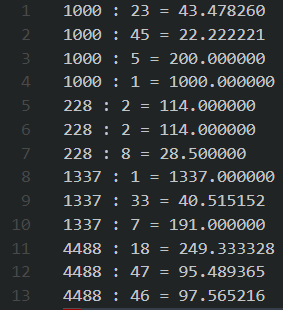 1 1000 : 23 = 43.478260
2 1000 : 45 = 22.222221
3 1000 : 5 = 200.000000
4 1000 : 1 = 1000.000000
5 228 : 2 = 114.000000
6 228 : 2 = 114.000000
7 228 : 8 = 28.500000
8 1337 : 1 = 1337.000000
9 1337 : 33 = 40.515152
10 1337 : 7 = 191.000000
11 4488 : 18 = 249.333328
12 4488 : 47 = 95.489365
13 4488 : 46 = 97.565216